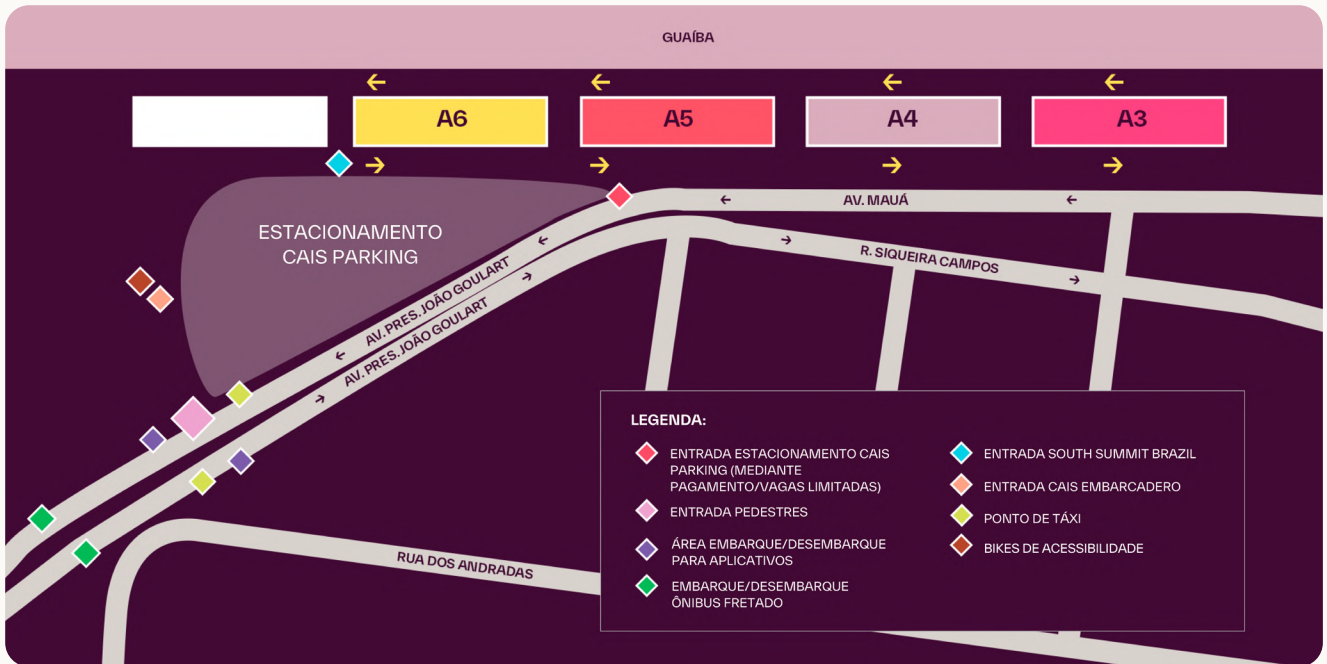 GUAÍBA
A6
A5
A4
A3
AV. MAUÁ
R. SIQUEIRA CAMPOS
ESTACIONAMENTO
CAIS PARKING
AV. PRES. JOÃO GOULART
AV. PRES. JOÃO GOULART
RUA DOS ANDRADAS
LEGENDA:
ENTRADA ESTACIONAMENTO CAIS
PARKING (MEDIANTE
PAGAMENTO/VAGAS LIMITADAS)
ENTRADA PEDESTRES
ÁREA EMBARQUE/DESEMBARQUE
PARA APLICATIVOS
EMBARQUE/DESEMBARQUE
ÔNIBUS FRETADO
ENTRADA SOUTH SUMMIT BRAZIL
ENTRADA CAIS EMBARCADERO
PONTO DE TÁXI
BIKES DE ACESSIBILIDADE